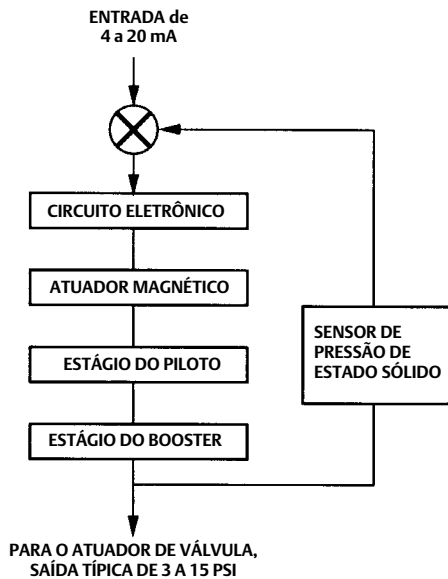 ENTRADA de
4 a 20 mA
CIRCUITO ELETRÔNICO
ATUADOR MAGNÉTICO
ESTÁGIO DO PILOTO
ESTÁGIO DO BOOSTER
SENSOR DE
PRESSÃO DE
ESTADO SÓLIDO
PARA O ATUADOR DE VÁLVULA,
SAÍDA TÍPICA DE 3 A 15 PSI